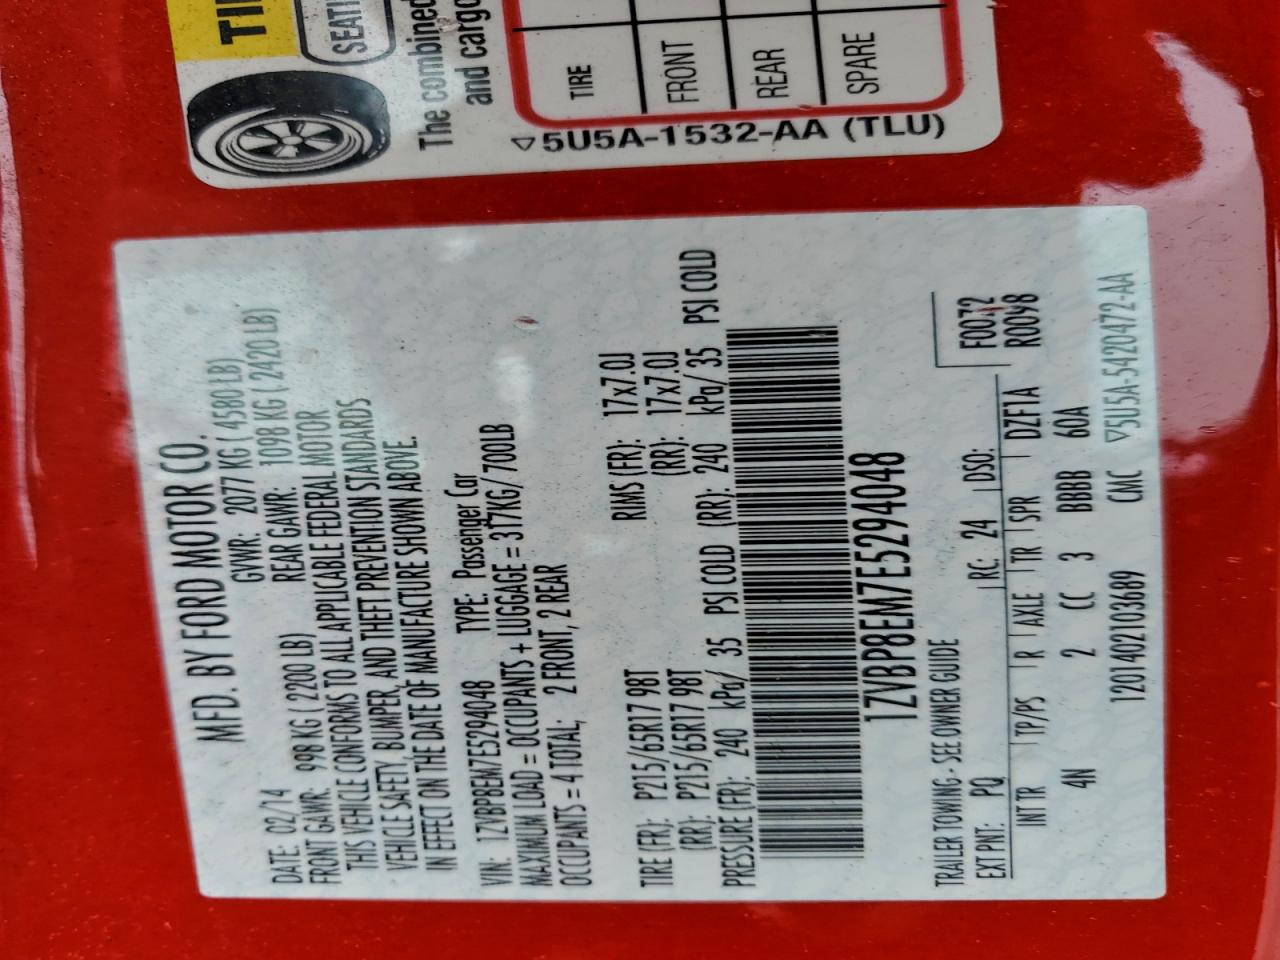 TI
SEATI
The combined
and cargo
TIRE
FRONT
REAR
SPARE
5U5A-1532-AA (TLU)
MFD. BY FORD MOTOR CO.
DATE: 02/14 GVWR: 2077 KG ( 4580 LB)
FRONT GAWR: 998 KG ( 2200 LB) REAR GAWR: 1098 KG ( 2420 LB)
THIS VEHICLE CONFORMS TO ALL APPLICABLE FEDERAL MOTOR
VEHICLE SAFETY, BUMPER, AND THEFT PREVENTION STANDARDS
IN EFFECT ON THE DATE OF MANUFACTURE SHOWN ABOVE.
VIN: 1ZVBP8EM7E5294048 TYPE: Passenger Car
MAXIMUM LOAD = OCCUPANTS + LUGGAGE = 317KG/700LB
OCCUPANTS = 4 TOTAL; 2 FRONT, 2 REAR
TIRE (FR): P215/65R17 98T RIMS (FR): 17x7.0J
(RR): P215/65R17 98T (RR): 17x7.0J
PRESSURE (FR): 240 kPa/ 35 PSI COLD (RR): 240 kPa/ 35 PSI COLD
1ZVBP8EM7E5294048
TRAILER TOWING - SEE OWNER GUIDE
F0072
R0098
EXT PNT: PQ RC: 24 DSO:
INT TR TP/PS R AXLE TR SPR DZF1A
4N 2 CC 3 BBBB 60A
1201402103689 CMC 5U5A-5420472-AA